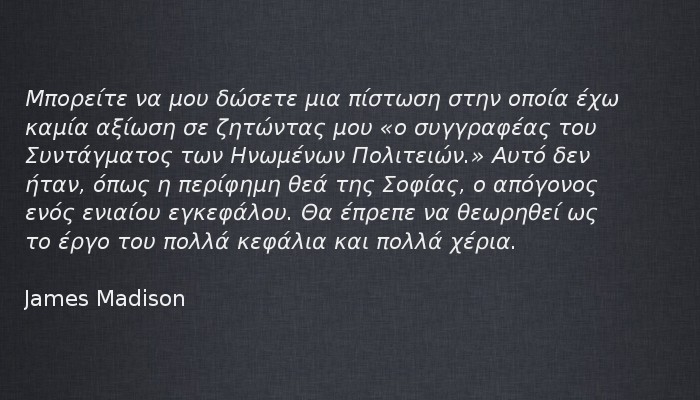 Μπορείτε να μου δώσετε μια πίστωση στην οποία έχω
καμία αξίωση σε ζητώντας μου «ο συγγραφέας του
Συντάγματος των Ηνωμένων Πολιτειών.» Αυτό δεν
ήταν, όπως η περίφημη θεά της Σοφίας, ο απόγονος
ενός ενιαίου εγκεφάλου. Θα έπρεπε να θεωρηθεί ως
το έργο του πολλά κεφάλια και πολλά χέρια.
James Madison